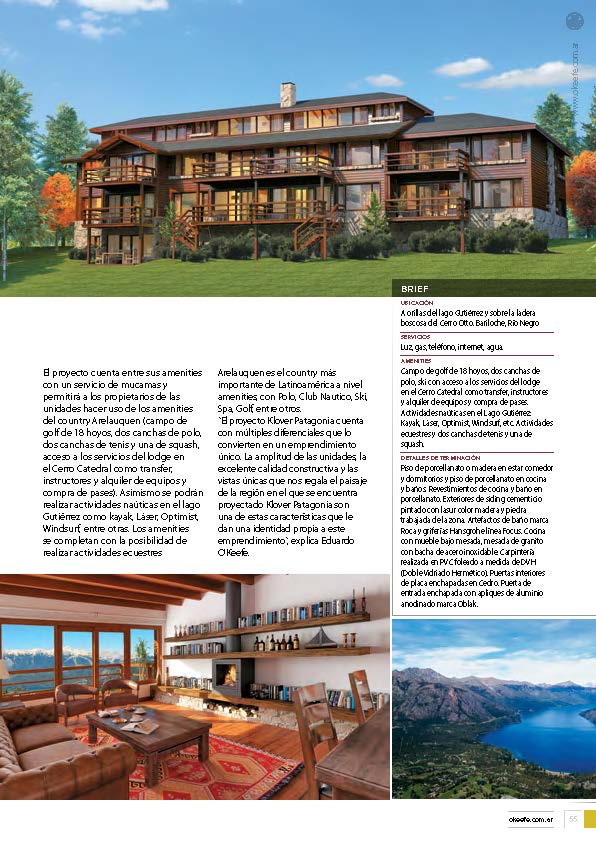 www.okeefe.com.ar
El proyecto cuenta entre sus amenities
con un servicio de mucamas y
permitirá a los propietarios de las
unidades hacer uso de los amenities
del country Arelauquen (campo de
golf de 18 hoyos, dos canchas de polo,
dos canchas de tenis y una de squash,
acceso a los servicios del lodge en
el Cerro Catedral como transfer,
instructores y alquiler de equipos y
compra de pases). Asimismo se podrán
realizar actividades naúticas en el lago
Gutiérrez como kayak, Láser, Optimist,
Windsurf, entre otras. Los amenities
se completan con la posibilidad de
realizar actividades ecuestres
Arelauquen es el country más
importante de Latinoamérica a nivel
amenities, con Polo, Club Nautico, Ski,
Spa, Golf, entre otros.
"El proyecto Klover Patagonia cuenta
con múltiples diferenciales que lo
convierten en un emprendimiento
único. La amplitud de las unidades, la
excelente calidad constructiva y las
vistas únicas que nos regala el paisaje
de la región en el que se encuentra
proyectado Klover Patagonia son
una de estas características que le
dan una identidad propia a este
emprendimiento", explica Eduardo
O'Keefe.
BRIEF
UBICACIÓN
A orillas del lago Gutiérrez y sobre la ladera
boscosa del Cerro Otto. Bariloche, Río Negro
SERVICIOS
Luz, gas, teléfono, internet, agua.
AMENITIES
Campo de golf de 18 hoyos, dos canchas de
polo, ski con acceso a los servicios del lodge
en el Cerro Catedral como transfer, instructores
y alquiler de equipos y compra de pases.
Actividades naúticas en el Lago Gutiérrez:
Kayak, Laser, Optimist, Windsurf, etc. Actividades
ecuestres y dos canchas de tenis y una de
squash.
DETALLES DE TERMINACIÓN
Piso de porcellanato o madera en estar comedor
y dormitorios y piso de porcellanato en cocina
y baños. Revestimientos de cocina y baño en
porcellanato. Exteriores de siding cementicio
pintado con lasur color madera y piedra
trabajada de la zona. Artefactos de baño marca
Roca y griferías Hansgrohe línea Focus. Cocina
con mueble bajo mesada, mesada de granito
con bacha de acero inoxidable. Carpintería
realizada en PVC foleado a medida de DVH
(Doble Vidriado Hermético). Puertas interiores
de placa enchapadas en Cedro. Puerta de
entrada enchapada con apliques de aluminio
anodinado marca Oblak.
okeefe.com.ar
55